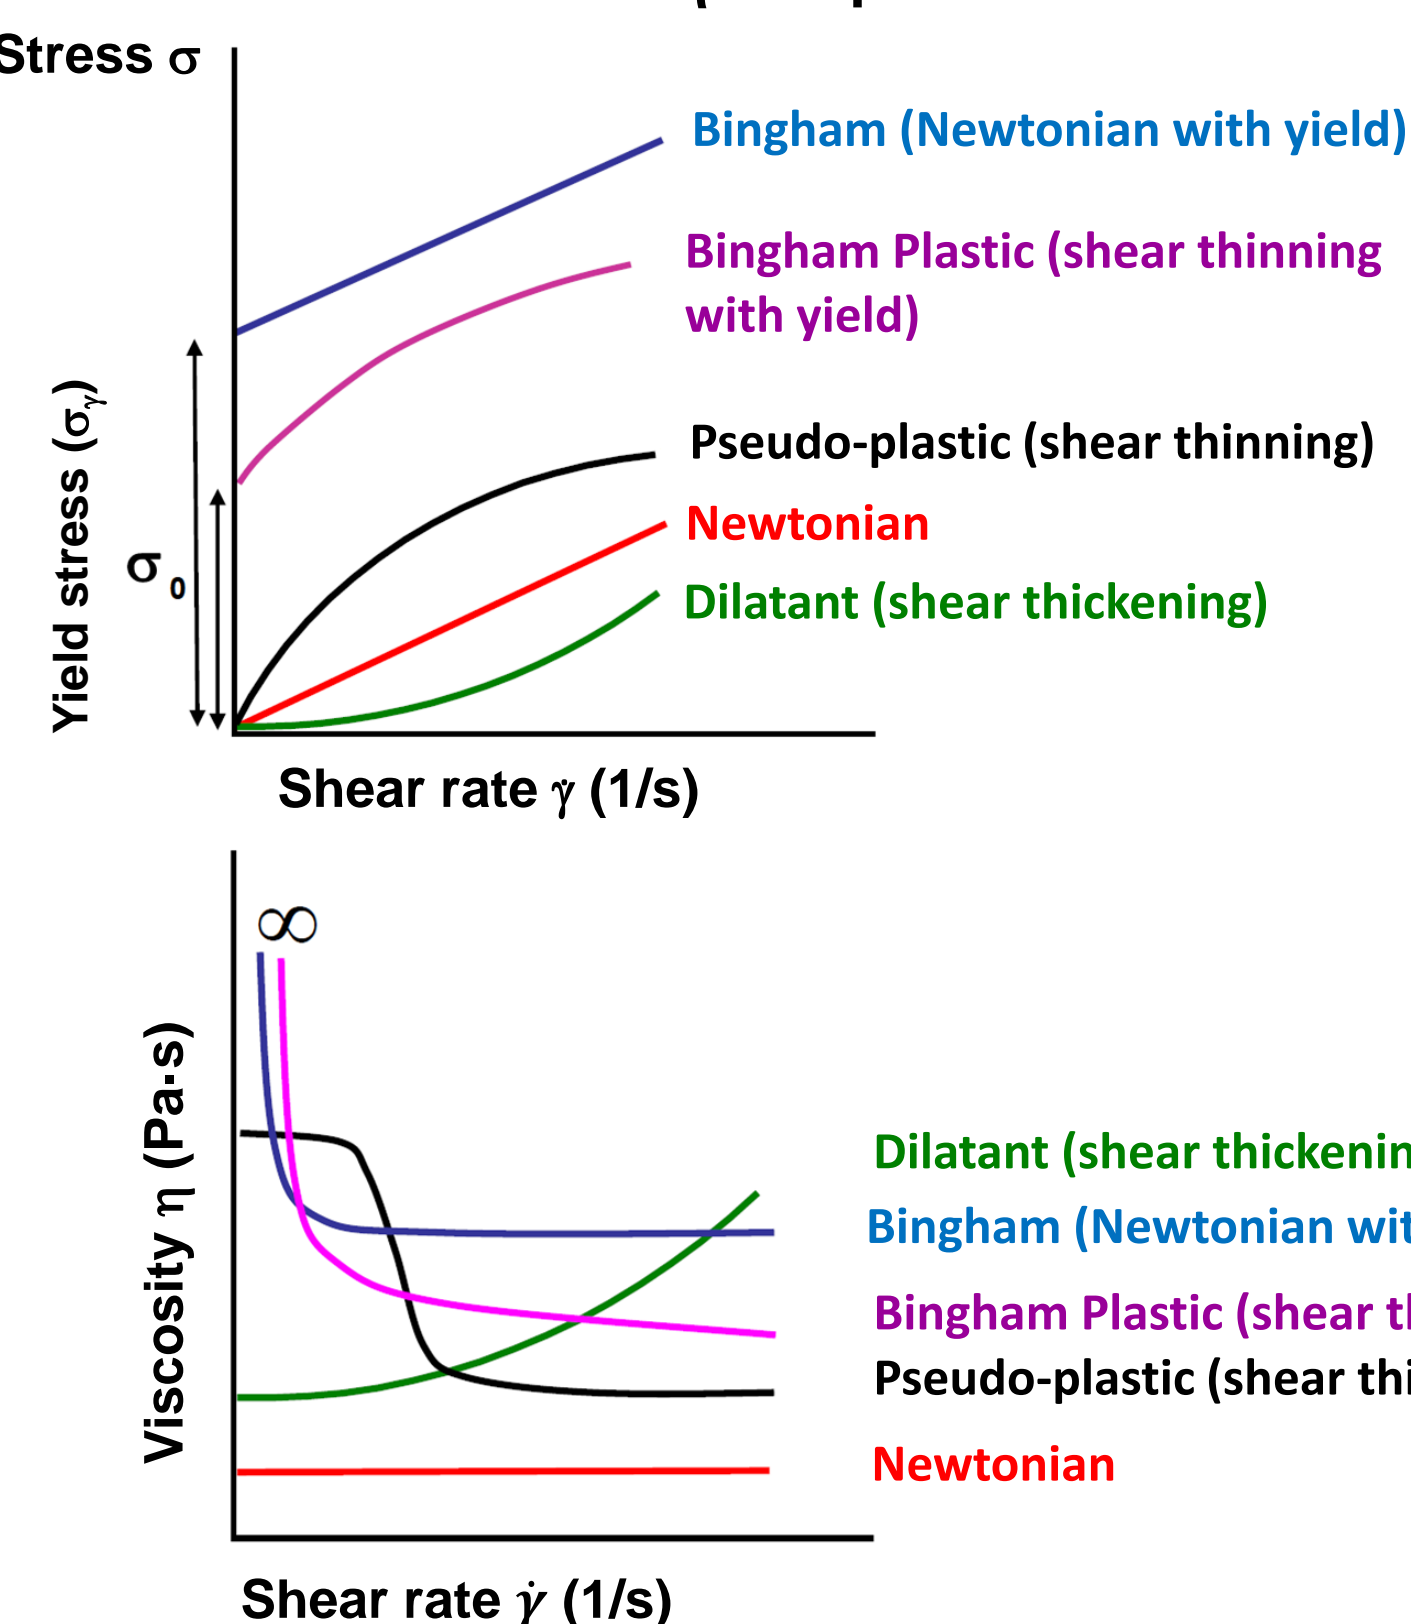 Stress σ
Bingham (Newtonian with yield)
Bingham Plastic (shear thinning
with yield)
Yield stress (σγ)
σ0
Pseudo-plastic (shear thinning)
Newtonian
Dilatant (shear thickening)
Shear rate γ̇ (1/s)
∞
Viscosity η (Pa·s)
Dilatant (shear thickenin
Bingham (Newtonian wit
Bingham Plastic (shear t
Pseudo-plastic (shear thi
Newtonian
Shear rate γ̇ (1/s)